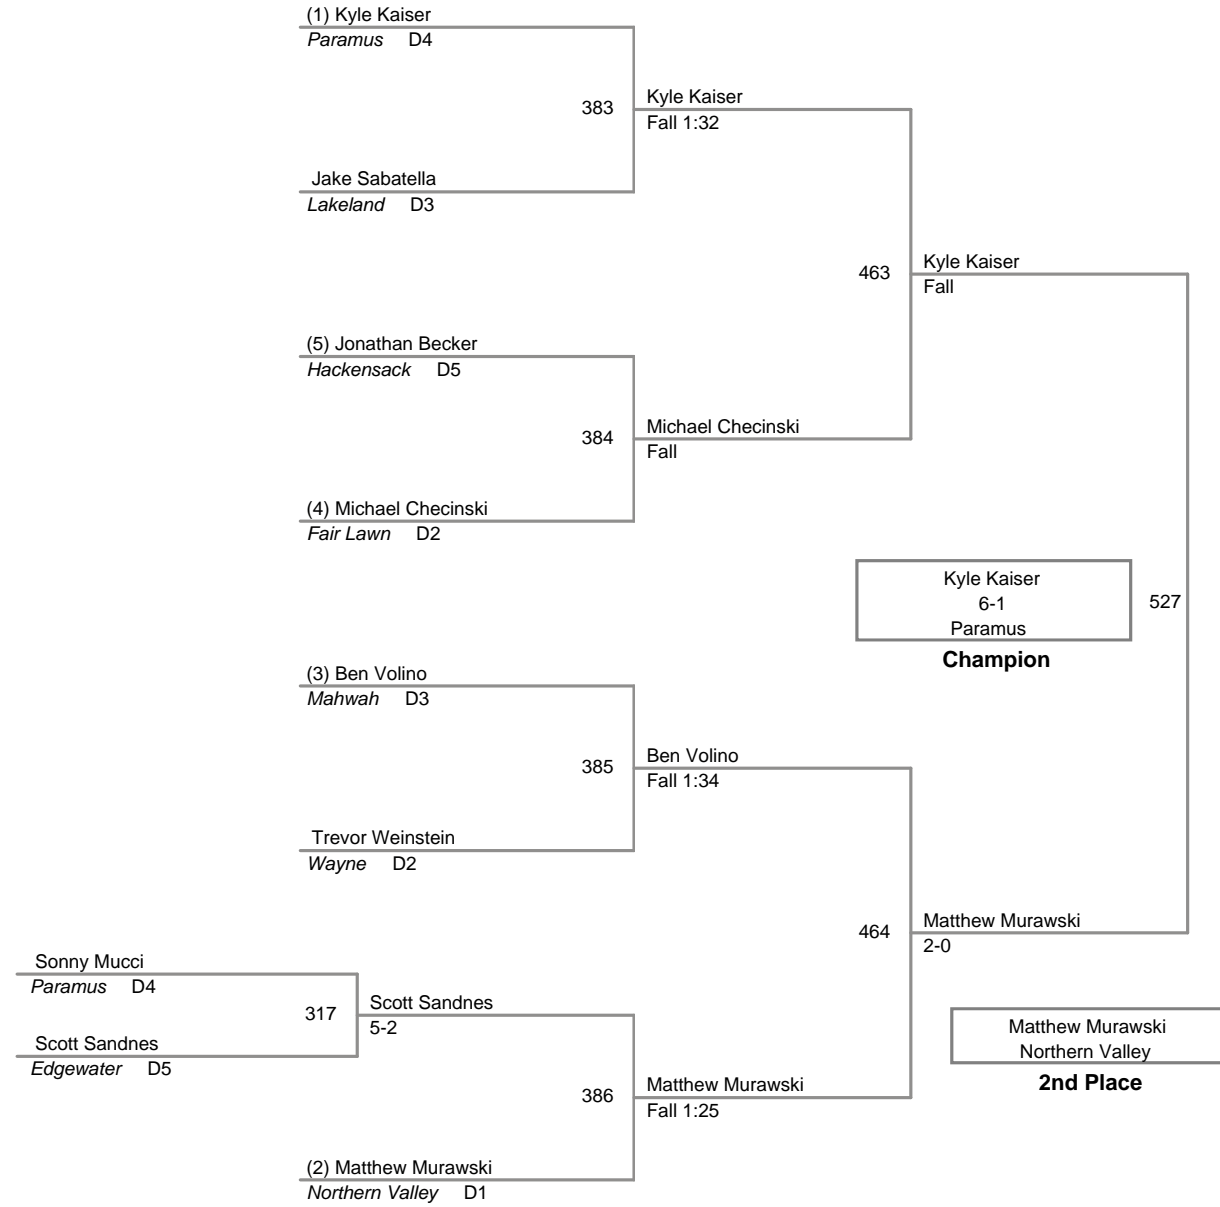 (1) Kyle Kaiser
Paramus D4
383
Kyle Kaiser
Fall 1:32
Jake Sabatella
Lakeland D3
463
Kyle Kaiser
Fall
(5) Jonathan Becker
Hackensack D5
384
Michael Checinski
Fall
(4) Michael Checinski
Fair Lawn D2
Kyle Kaiser
6-1
Paramus
Champion
527
(3) Ben Volino
Mahwah D3
385
Ben Volino
Fall 1:34
Trevor Weinstein
Wayne D2
464
Matthew Murawski
2-0
Sonny Mucci
Paramus D4
317
Scott Sandnes
5-2
Scott Sandnes
Edgewater D5
Matthew Murawski
Northern Valley
2nd Place
386
Matthew Murawski
Fall 1:25
(2) Matthew Murawski
Northern Valley D1